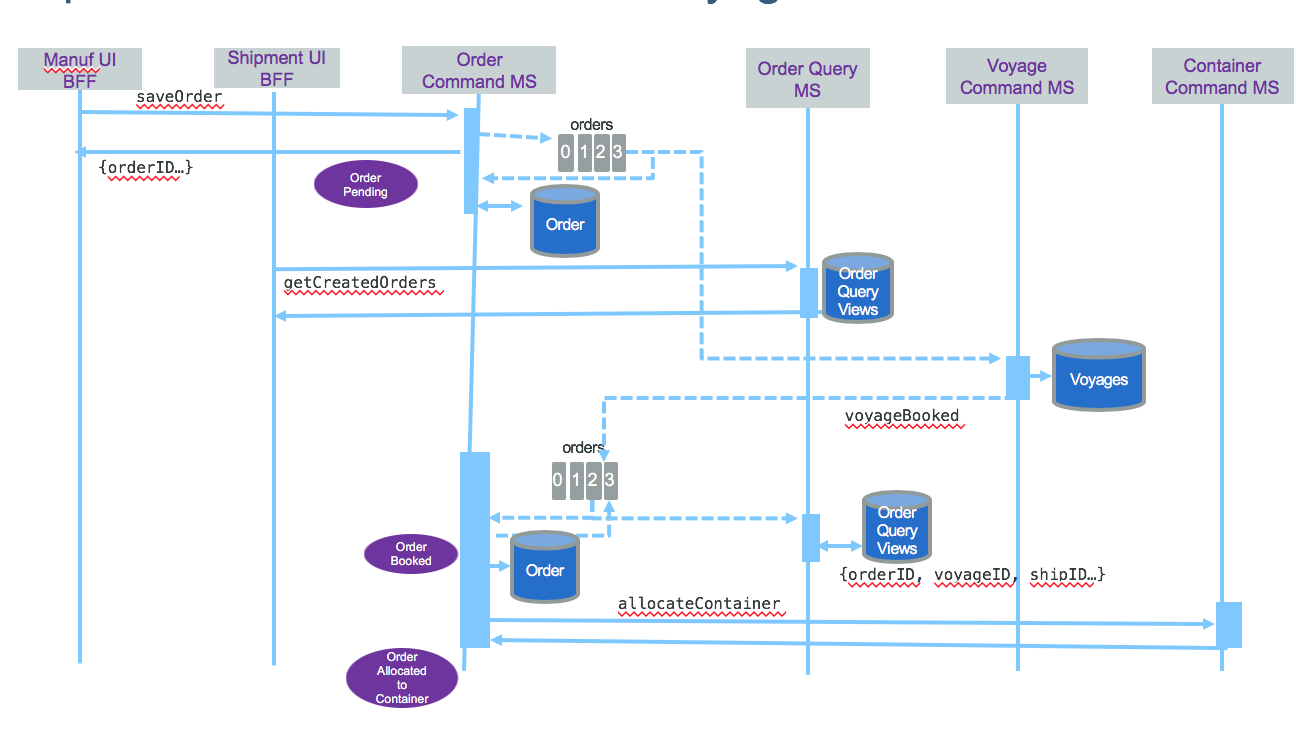 Manuf UI
BFF
Shipment UI
BFF
Order
Command MS
Order Query
MS
Voyage
Command MS
Container
Command MS
saveOrder
orders
0 1 2 3
{orderID…}
Order
Pending
Order
getCreatedOrders
Order
Query
Views
Voyages
voyageBooked
orders
0 1 2 3
Order
Booked
Order
Order
Query
Views
{orderID, voyageID, shipID…}
allocateContainer
Order
Allocated
to
Container